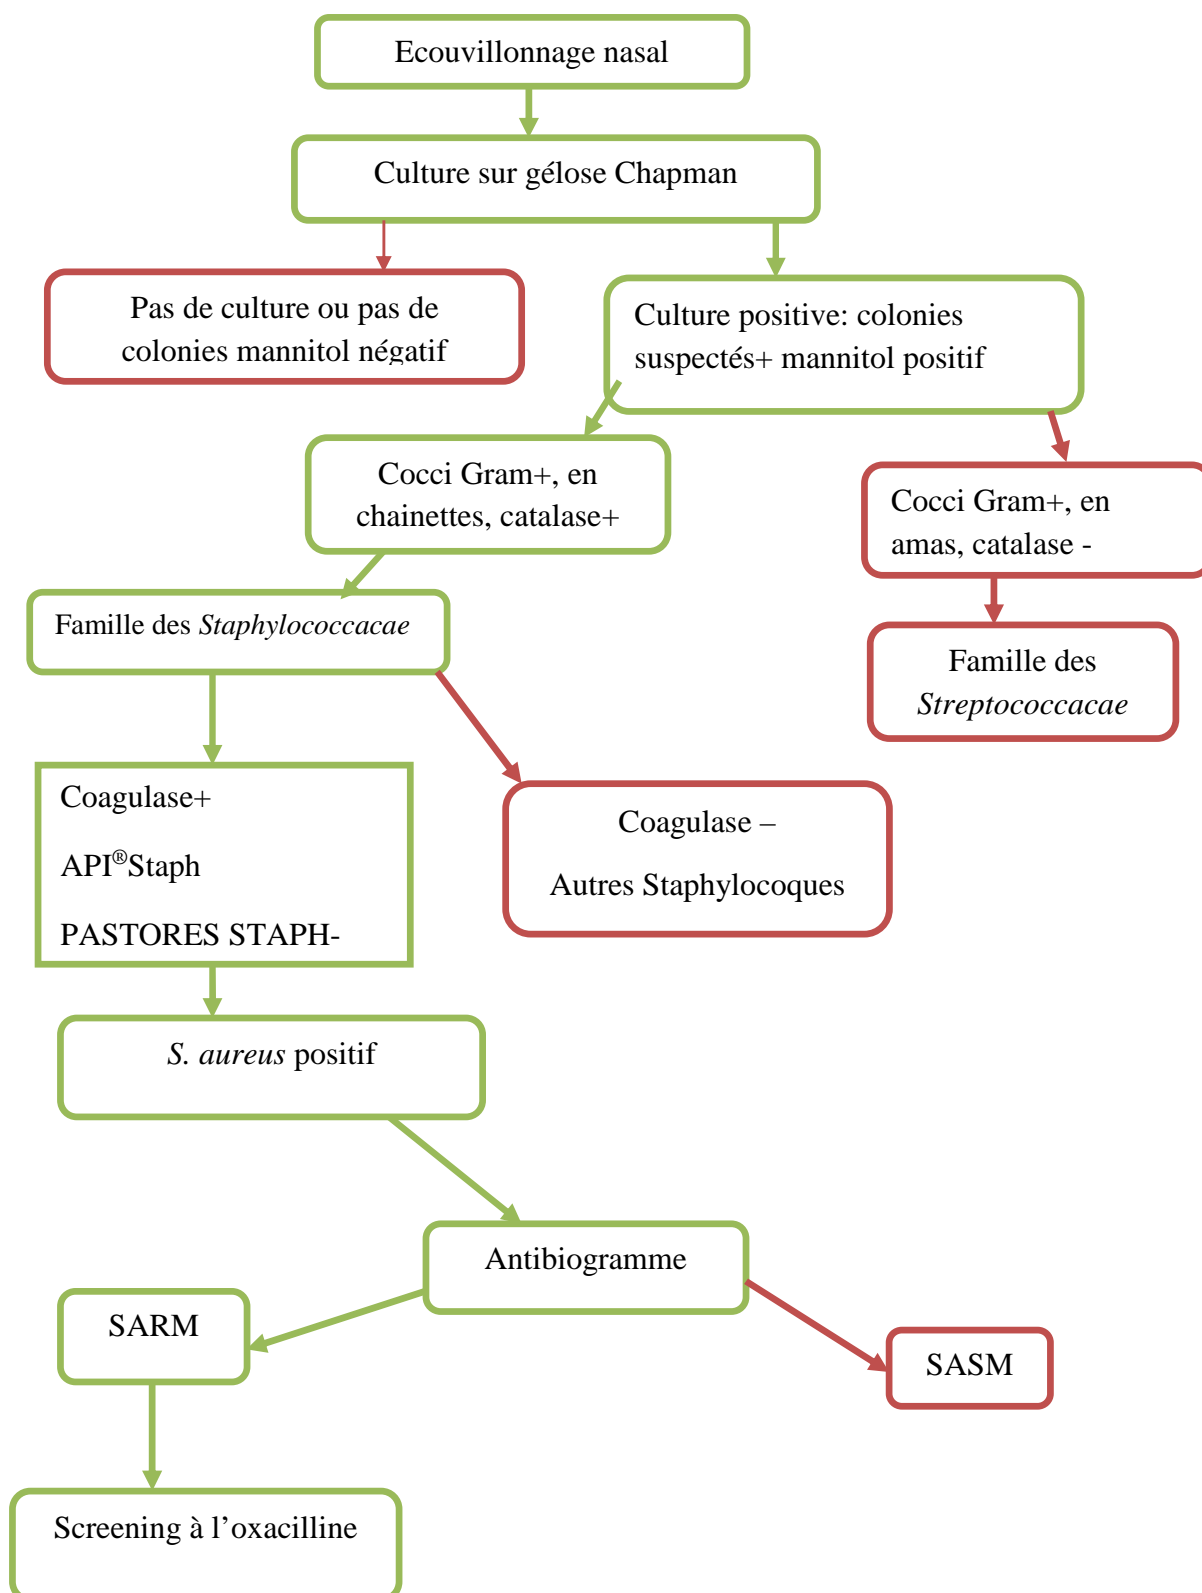 Ecouvillonnage nasal
Culture sur gélose Chapman
Pas de culture ou pas de
colonies mannitol négatif
Culture positive: colonies
suspectés+ mannitol positif
Cocci Gram+, en
chainettes, catalase+
Cocci Gram+, en
amas, catalase -
Famille des Staphylococcacae
Famille des
Streptococcacae
Coagulase+
API®Staph
PASTORES STAPH-
Coagulase –
Autres Staphylocoques
S. aureus positif
Antibiogramme
SARM
SASM
Screening à l’oxacilline